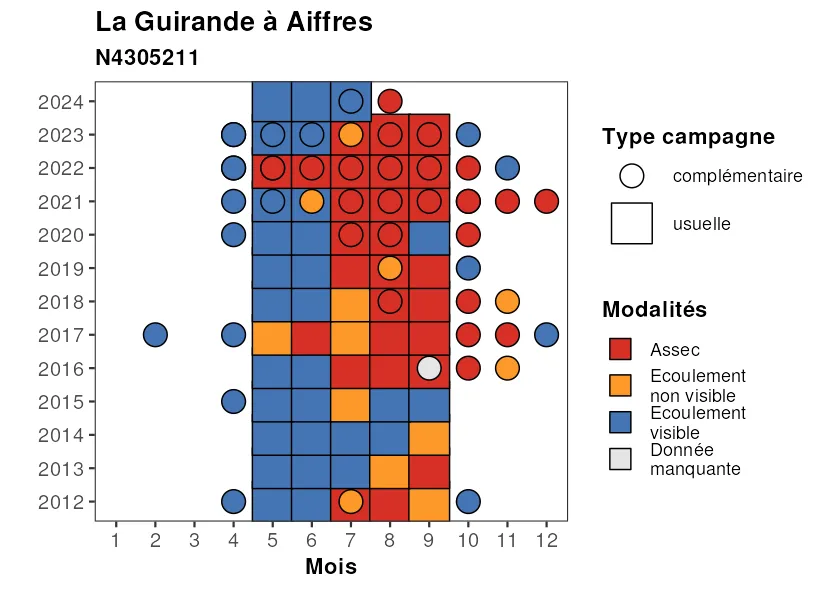 La Guirande à Aiffres
N4305211
2024
2023
2022
2021
2020
2019
2018
2017
2016
2015
2014
2013
2012
1 2 3 4 5 6 7 8 9 10 11 12
Mois
Type campagne
complémentaire
usuelle
Modalités
Assec
Ecoulement
non visible
Ecoulement
visible
Donnée
manquante